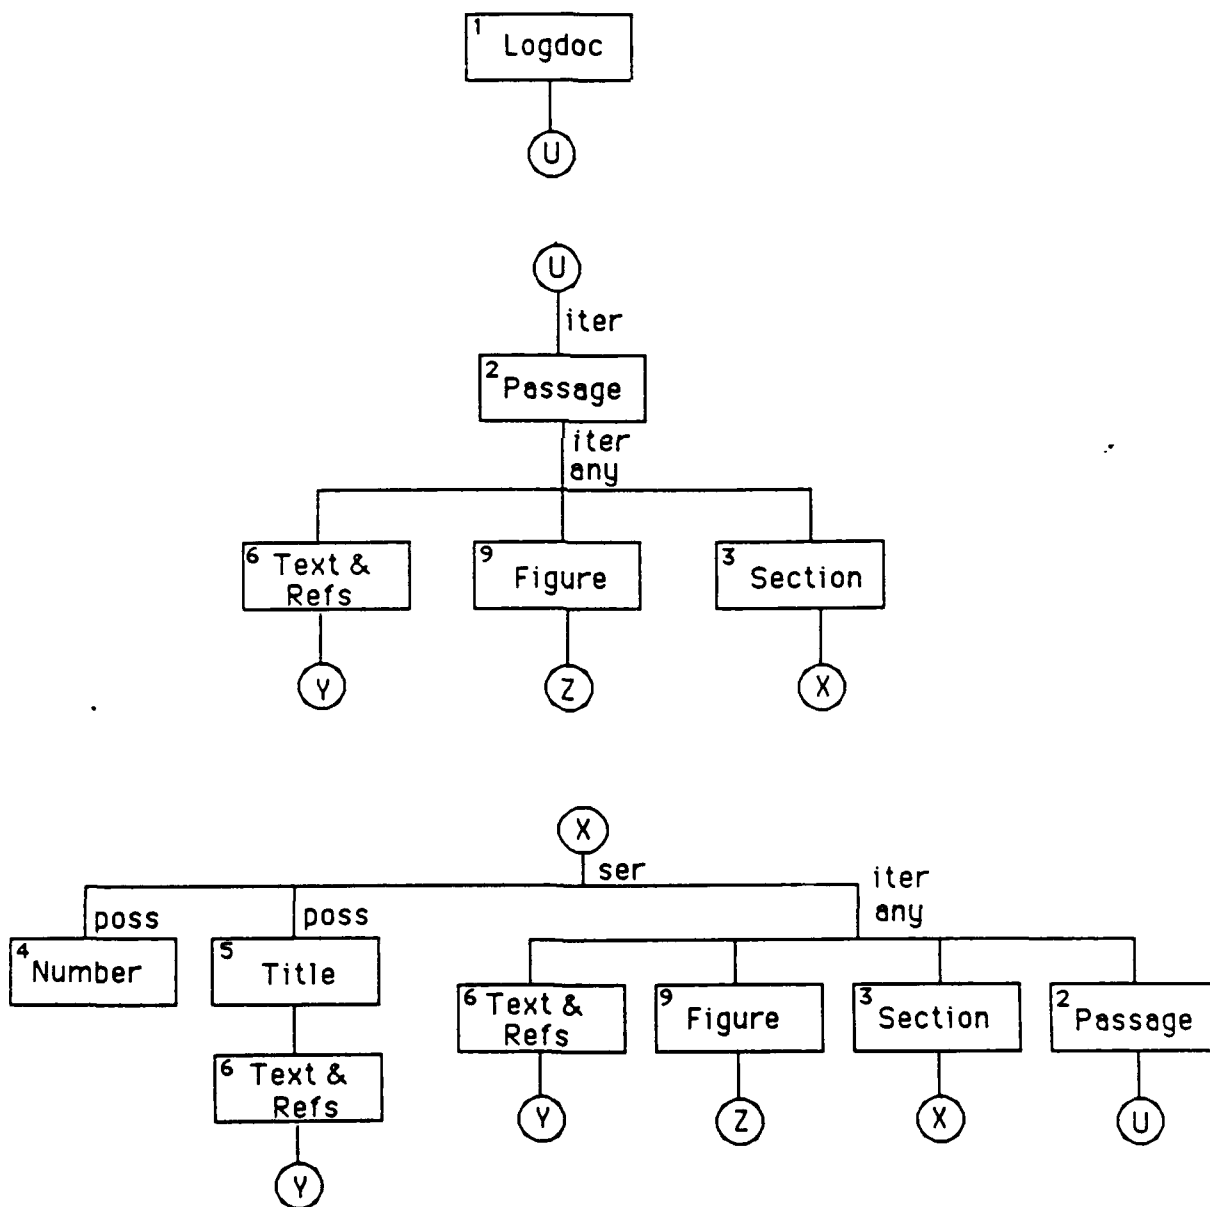 1 Logdoc
U
U
iter
2 Passage
iter
any
6 Text &
Refs
9 Figure
3 Section
Y
Z
X
X
ser
iter
any
poss
poss
4 Number
5 Title
6 Text &
Refs
9 Figure
3 Section
2 Passage
6 Text &
Refs
Y
Z
X
U
Y